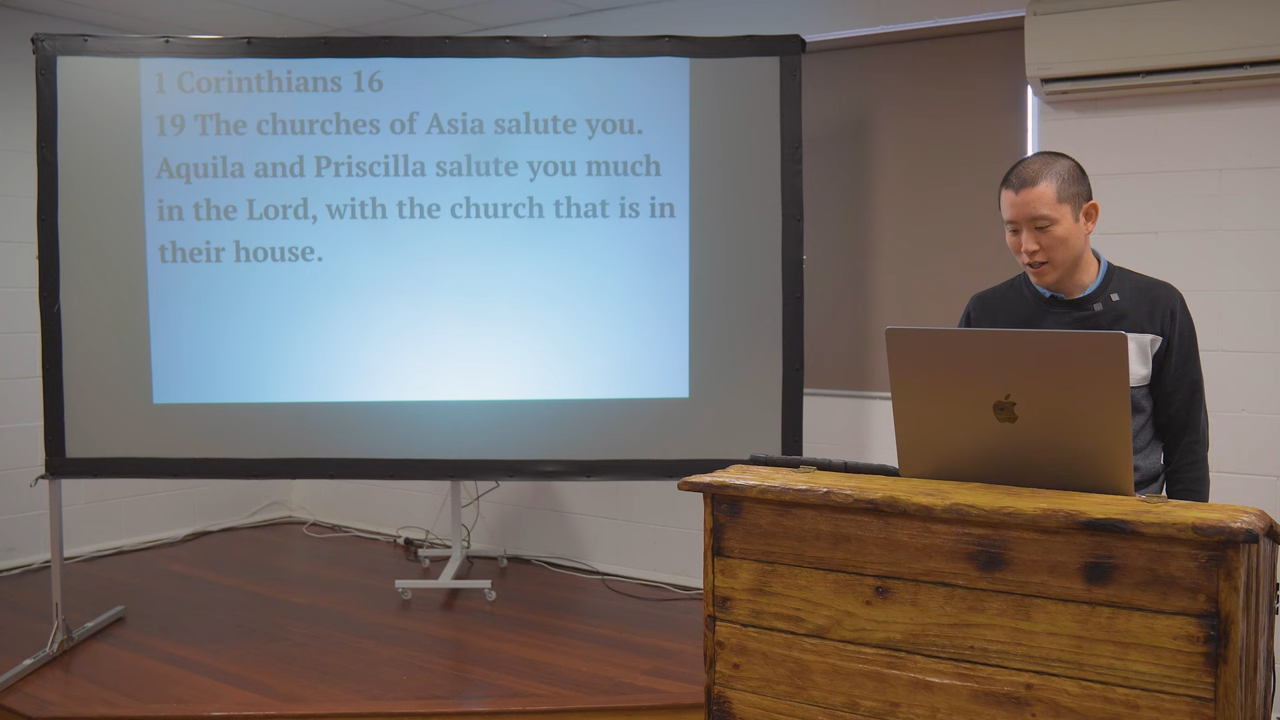 1 Corinthians 16
19 The churches of Asia salute you.
Aquila and Priscilla salute you much
in the Lord, with the church that is in
their house.